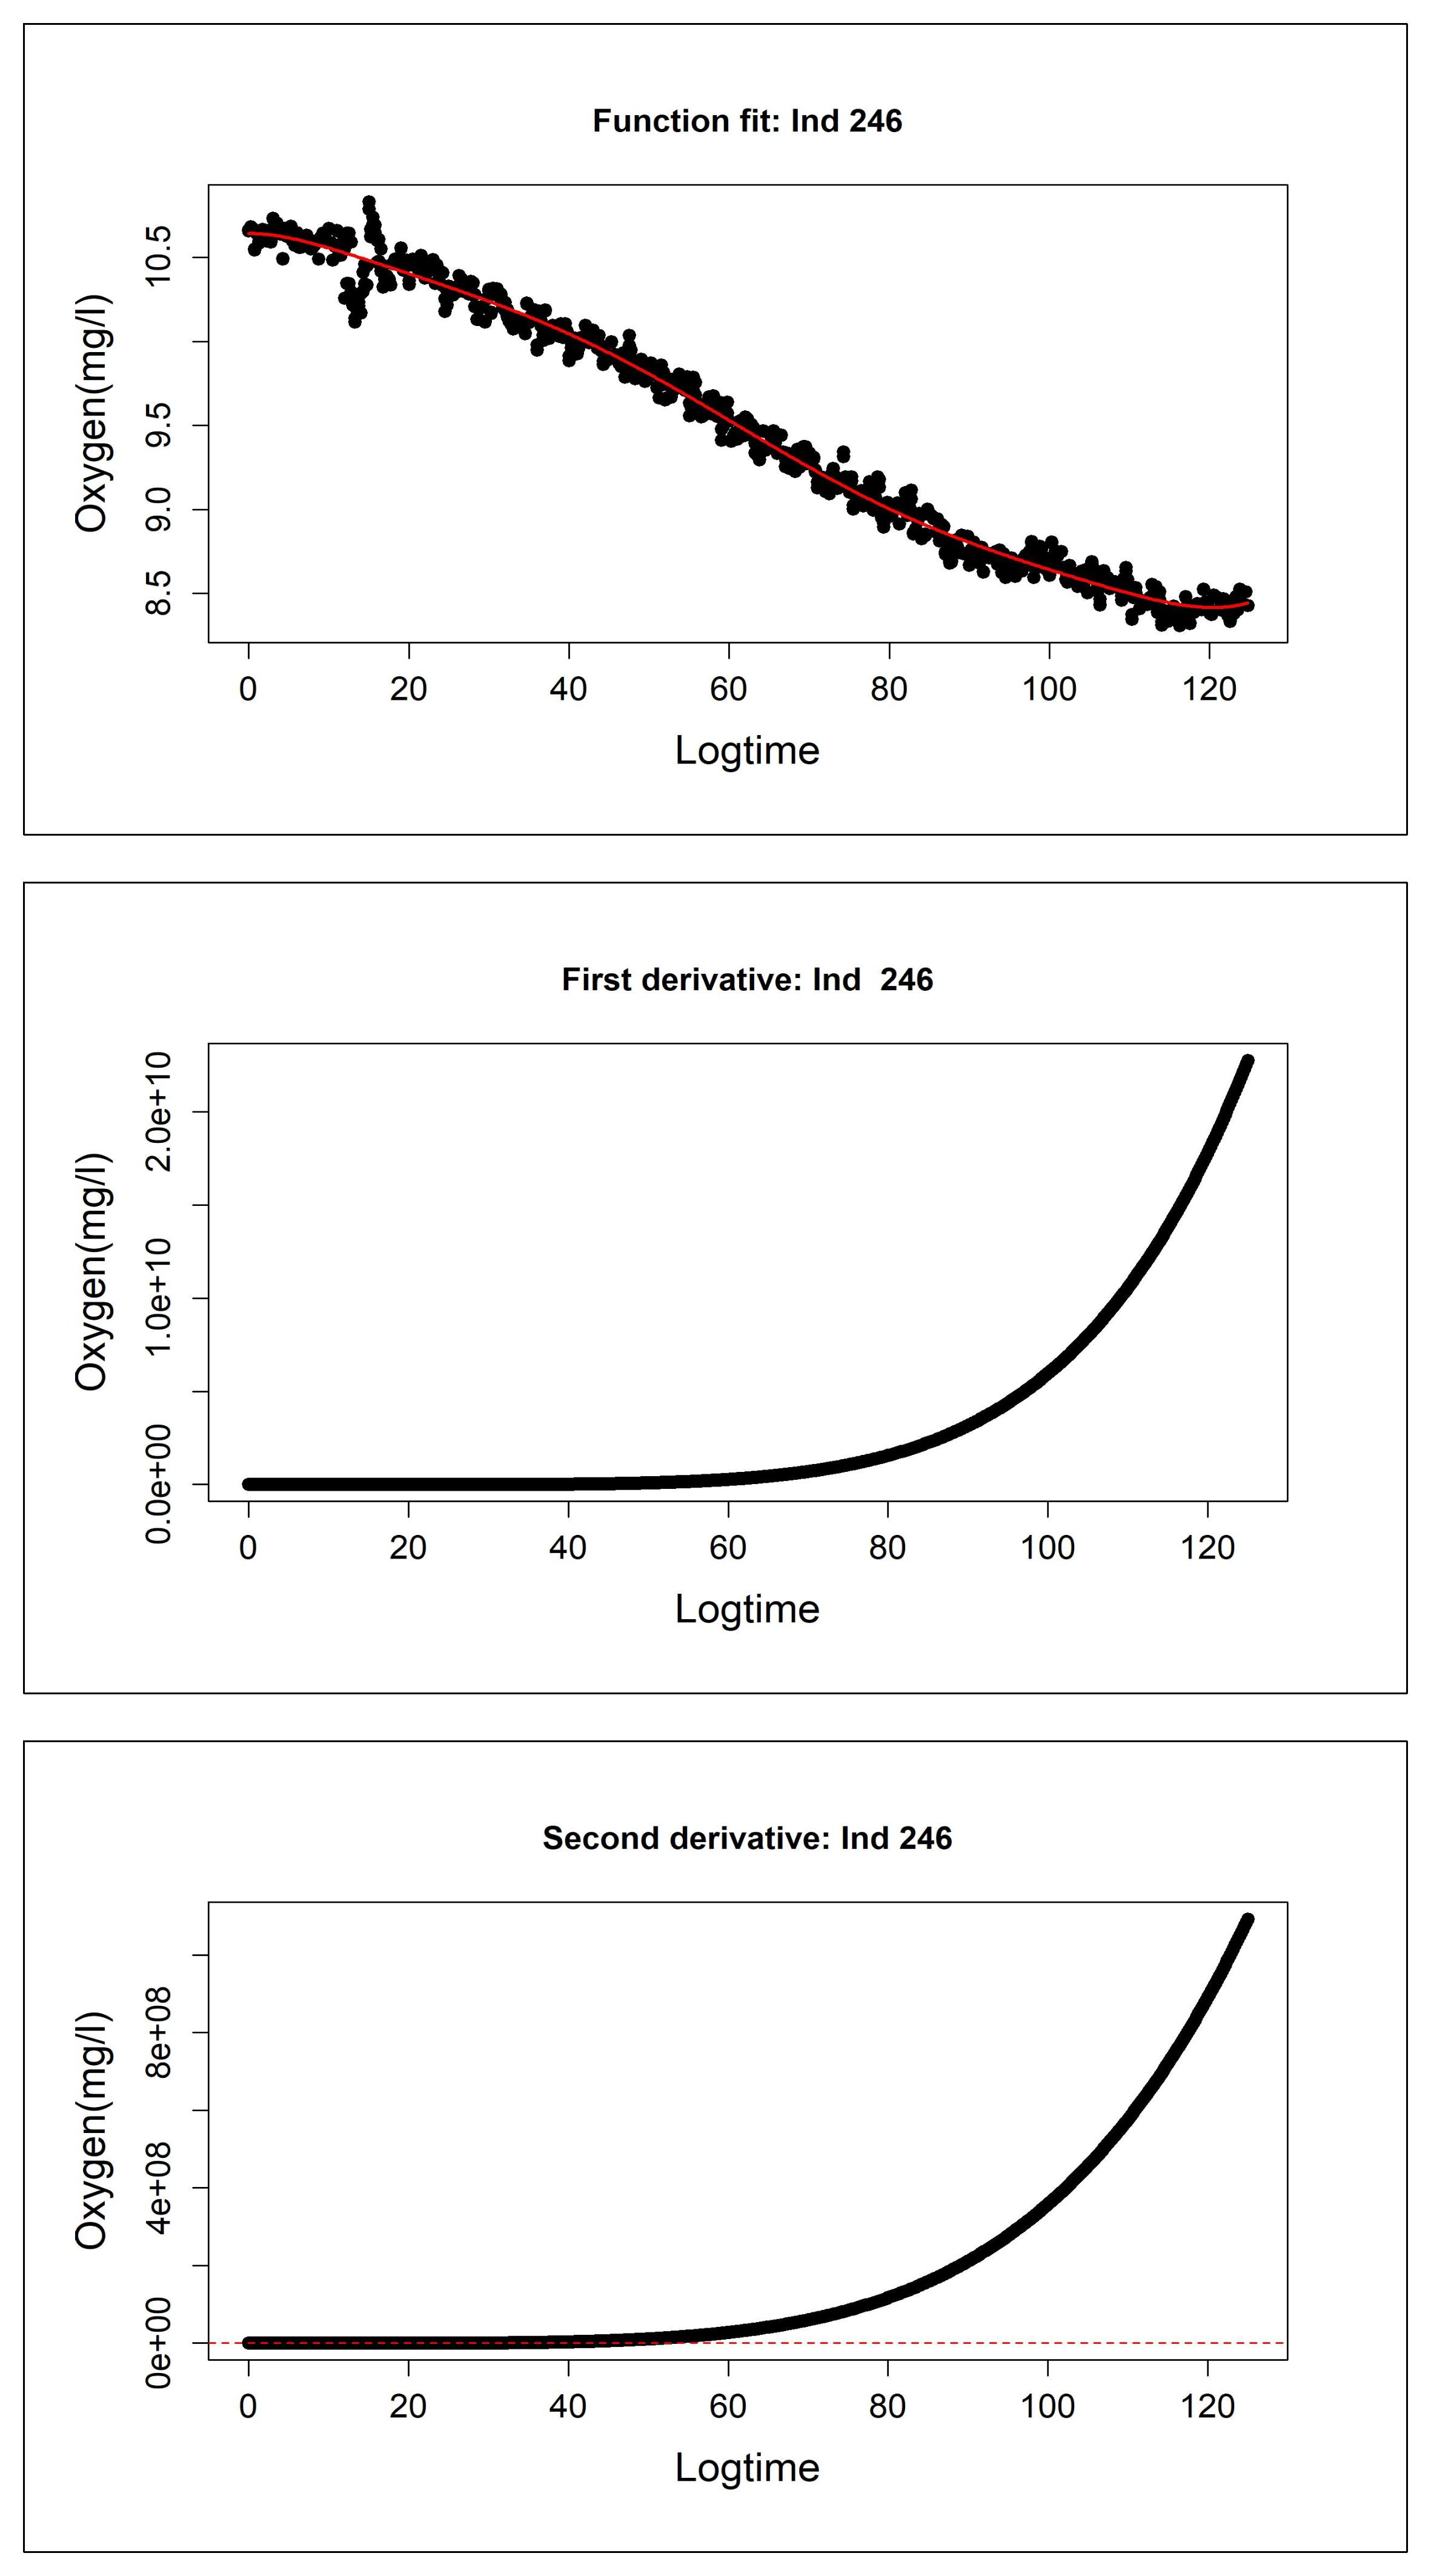 Function fit: Ind 246
Oxygen(mg/l)
10.5
9.5
9.0
8.5
0 20 40 60 80 100 120
Logtime
First derivative: Ind  246
Oxygen(mg/l)
2.0e+10
1.0e+10
0.0e+00
0 20 40 60 80 100 120
Logtime
Second derivative: Ind 246
Oxygen(mg/l)
8e+08
4e+08
0e+00
0 20 40 60 80 100 120
Logtime